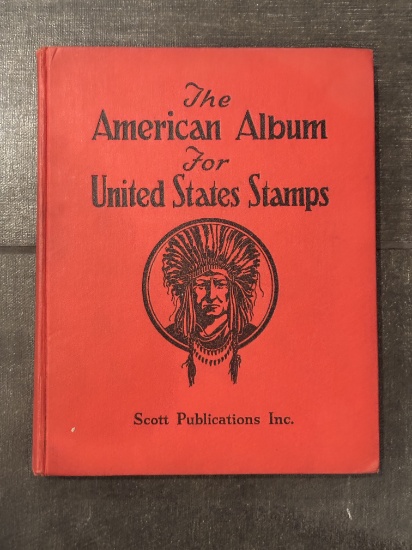 The
American Album
For
United States Stamps
Scott Publications Inc.